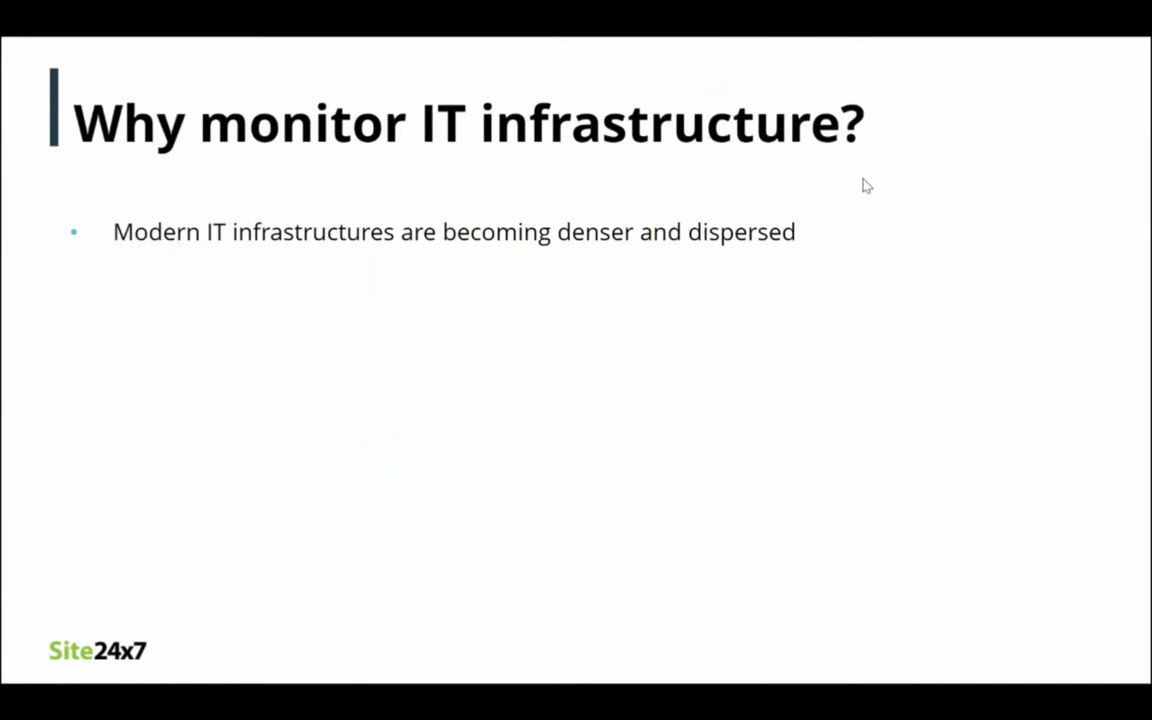 Why monitor IT infrastructure?
• Modern IT infrastructures are becoming denser and dispersed
Site24x7